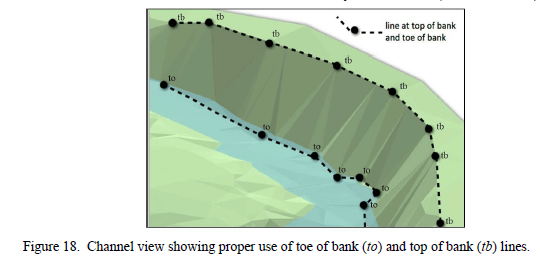 tb tb
line at top of bank
and toe of bank
tb
tb
to
tb
to
tb
to
tb
to to
to
to
tb
Figure 18. Channel view showing proper use of toe of bank (to) and top of bank (tb) lines.